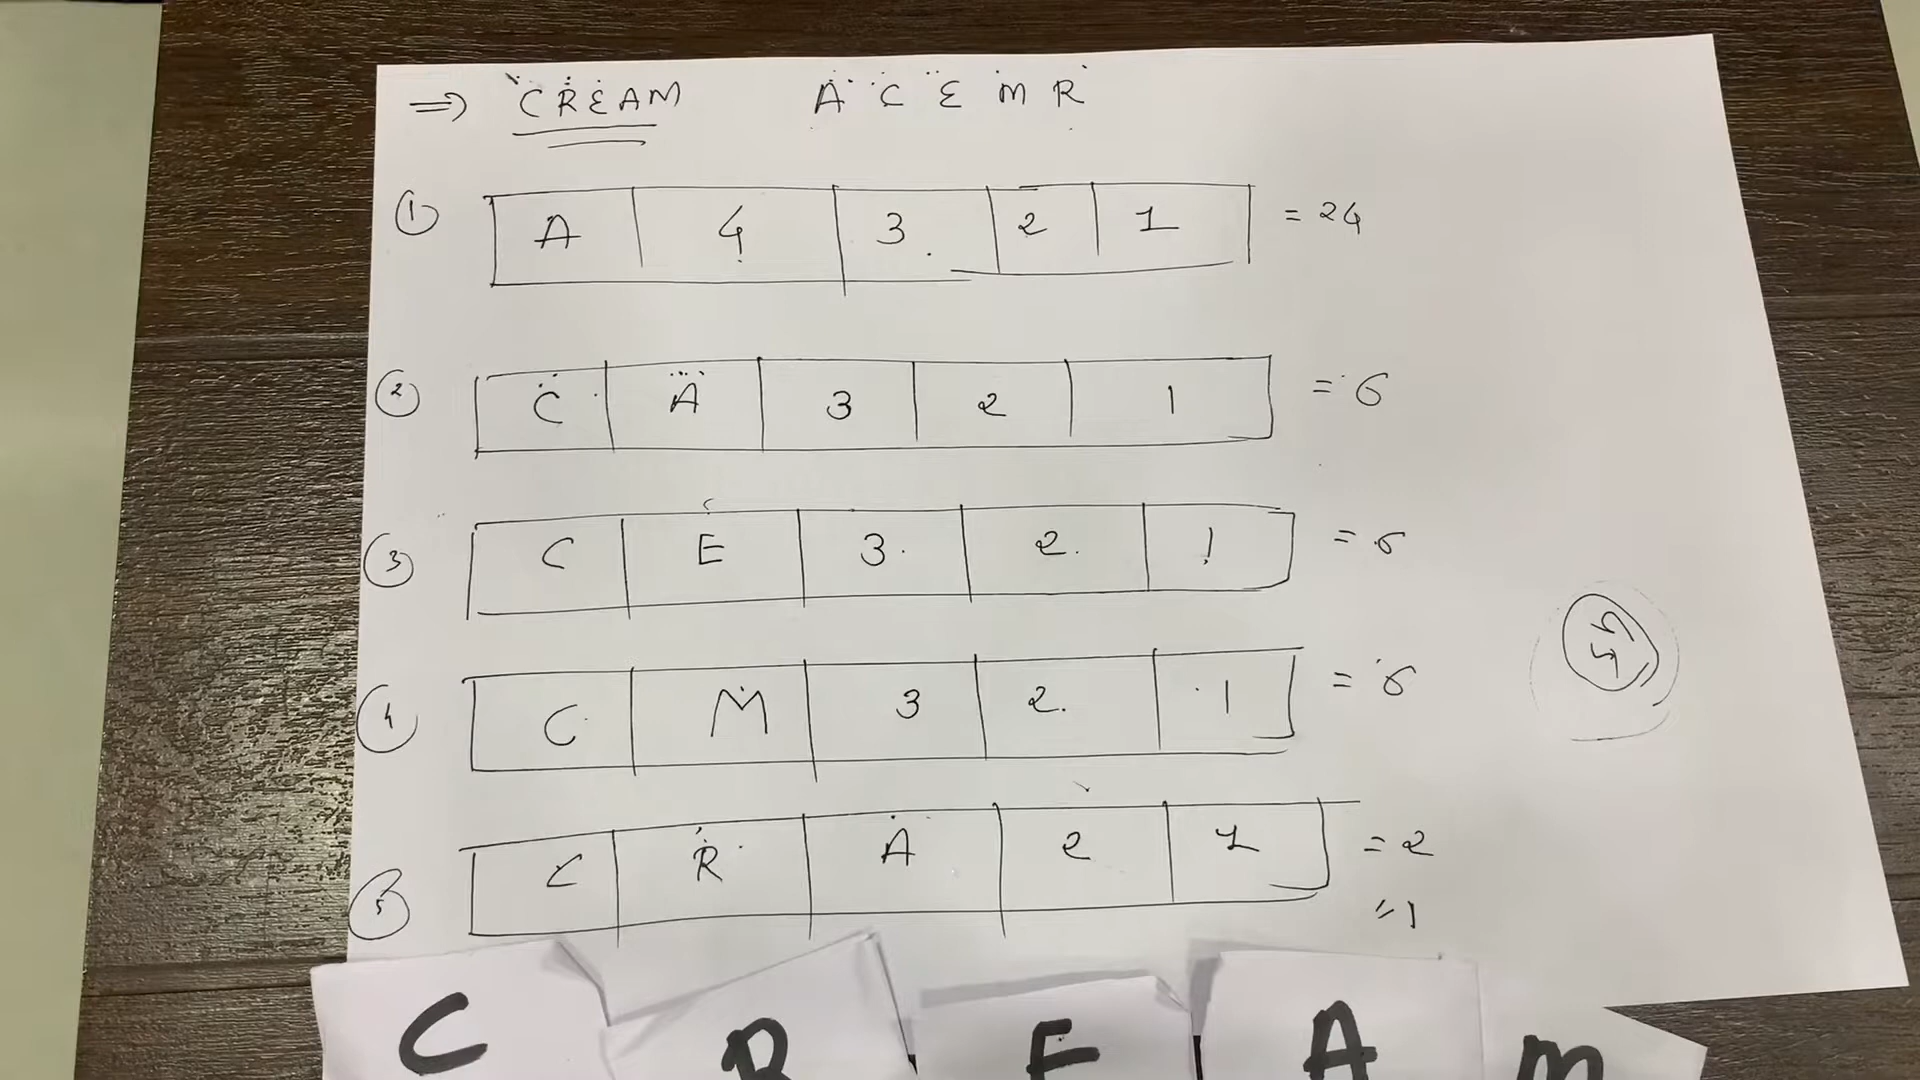 ⇒ CREAM A C E M R
① A 4 3 2 1 = 24
② C A 3 2 1 = 6
③ C E 3 2 1 = 6
④ C M 3 2 1 = 6
⑤ C R A 2 1 = 2
= 1
45
C R E A M